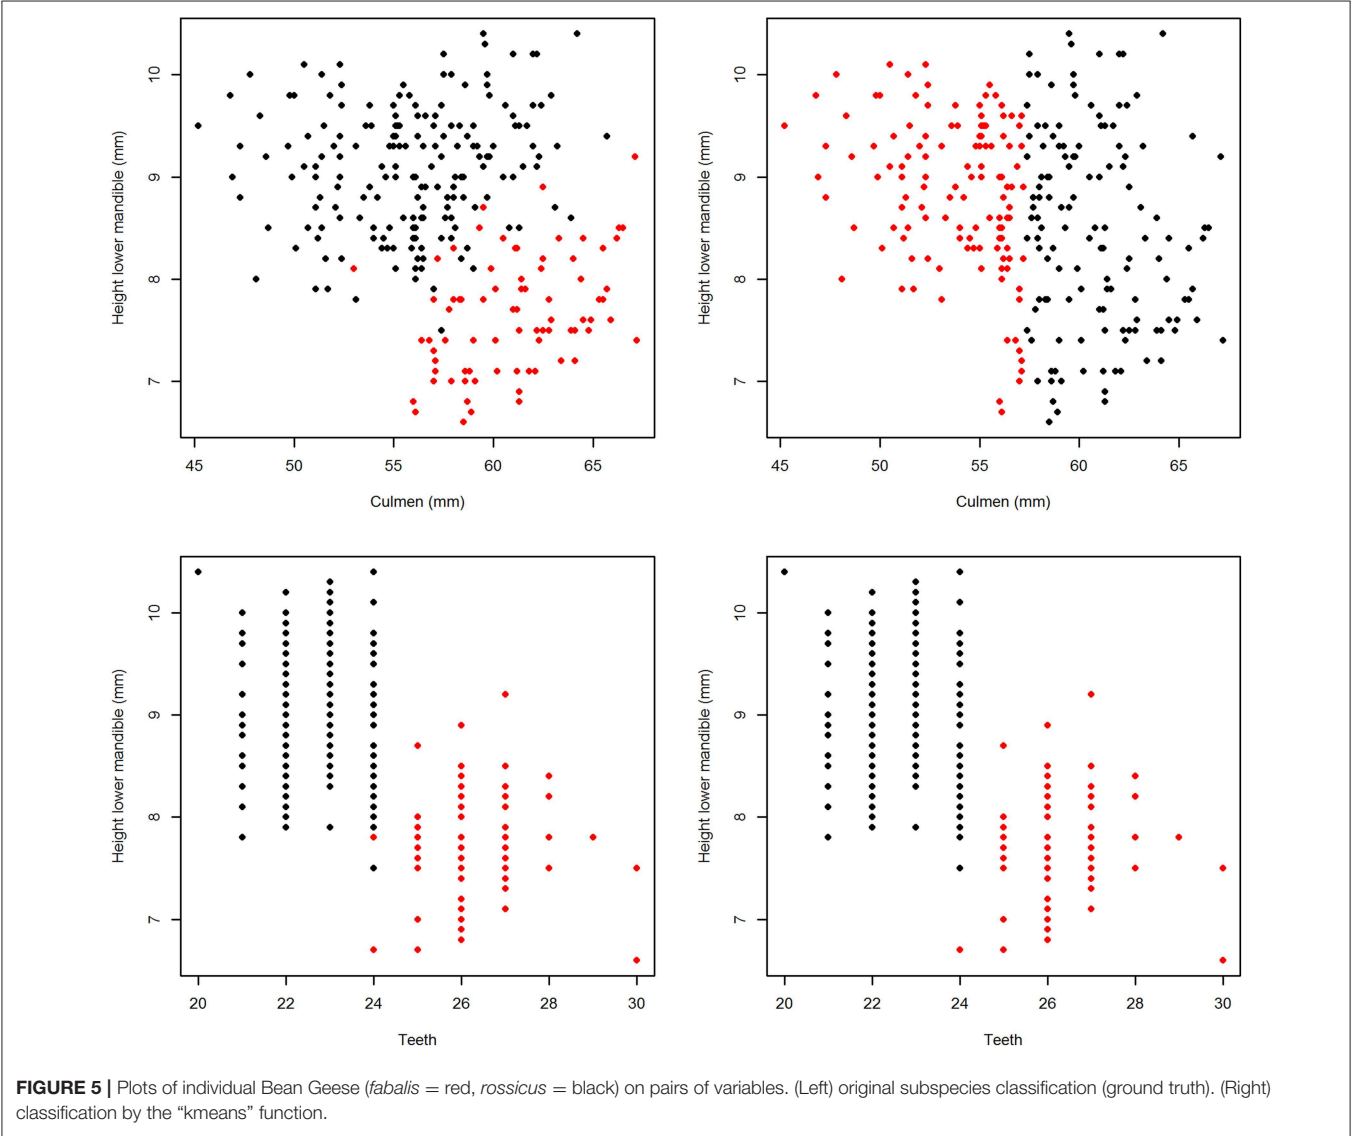 10
9
8
7
Height lower mandible (mm)
45 50 55 60 65
Culmen (mm)
10
9
8
7
Height lower mandible (mm)
45 50 55 60 65
Culmen (mm)
10
9
8
7
Height lower mandible (mm)
20 22 24 26 28 30
Teeth
10
9
8
7
Height lower mandible (mm)
20 22 24 26 28 30
Teeth
FIGURE 5 | Plots of individual Bean Geese (fabalis = red, rossicus = black) on pairs of variables. (Left) original subspecies classification (ground truth). (Right)
classification by the “kmeans” function.